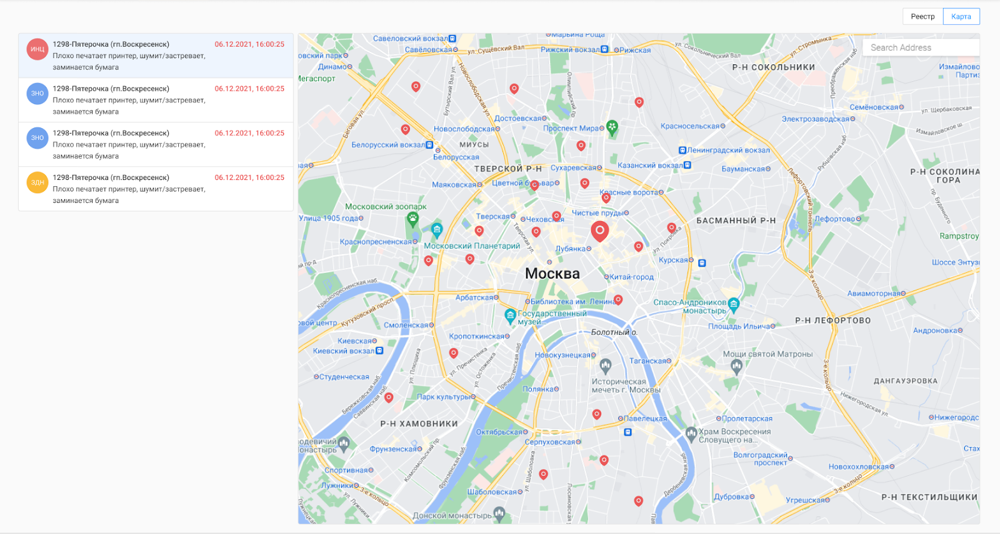 Реестр
Карта
ИНЦ
1298-Пятерочка (гп.Воскресенск)
06.12.2021, 16:00:25
Плохо печатает принтер, шумит/застревает,
заминается бумага
ЗНО
1298-Пятерочка (гп.Воскресенск)
06.12.2021, 16:00:25
Плохо печатает принтер, шумит/застревает,
заминается бумага
ЗНО
1298-Пятерочка (гп.Воскресенск)
06.12.2021, 16:00:25
Плохо печатает принтер, шумит/застревает,
заминается бумага
ЗДН
1298-Пятерочка (гп.Воскресенск)
06.12.2021, 16:00:25
Плохо печатает принтер, шумит/застревает,
заминается бумага
Search Address
Марьина Роща
Савеловский вокзал
Савёловская
ул. Сущёвский Вал
Рижский вокзал
Рижская
ул. Сокольнический Вал
ул. Стромынка
овский парк
Динамо
Мегаспорт
Новослободская ул.
Бутырский Вал ул.
Олимпийский пр
Р-Н СОКОЛЬНИКИ
Преображенская наб.
Измайлово
Партиз
Семёновская
ул. Щербаковская
Электрозаводская
Измайловское ш.
Достоевская
Новослободская
Проспект Мира
Красносельская
Беговая ул.
Белорусский вокзал
Белорусская
МИУСЫ
Ленинградский вокзал
Казанский вокзал
Рубцовская наб.
Бауманская
ТВЕРСКОЙ Р-Н
Сухаревская
Р-Н СОКОЛИНА
ГОРА
Маяковская
Цветной бульвар
Красные ворота
Лефортовский тоннель
пр. Буденного
Московский зоопарк
Улица 1905 года
Тверская
Чеховская
Чистые пруды
БАСМАННЫЙ Р-Н
Лефортово
Краснопресненская
Московский Планетарий
Тверская ул.
Лубянка
ул. Покровка
Rampstroy
Курская
Шоссе Энтуз
Москва
Китай-город
3-е кольцо
Краснопресненская наб.
Кутузовский просп
Арбатская
Библиотека им. Ленина
Государственный
музей...
Спасо-Андроников
монастырь
Авиамоторная
Р-Н ЛЕФОРТОВО
овой центр
Смоленская
Кропоткинская
Болотный о.
Площадь Ильича
Андроновка
Киевская
Киевский вокзал
ул. Плющиха
ул. Пречистенка
ул. Остоженка
Пречистенская наб.
Новокузнецкая
Таганская
Мощи святой Матроны
3-е кольцо
Студенческая
Бережковская наб.
Саввинская наб.
Парк культуры
Полянка
Историческая
мечеть г. Москвы
ДАНГАУЭРОВКА
Нижегородская ул.
Р-Н ХАМОВНИКИ
Октябрьская
Павелецкая
Пролетарская
Нижегородс
одевичий
монастырь
Фрунзенская
Серпуховская
Храм Воскресения
Словущего на...
Спортивная
Комсомольский пр.
Фрунзенская наб.
ул. Шаболовка
Волгоградский
проспект
Новохохловская
Стаха
Лужники
3-е кольцо
ул. Лужники
Шаболовская
Люсиновская ул.
Дербеневская наб.
Дубровка
Угрешская
Р-Н ТЕКСТИЛЬЩИКИ
Донской монастырь